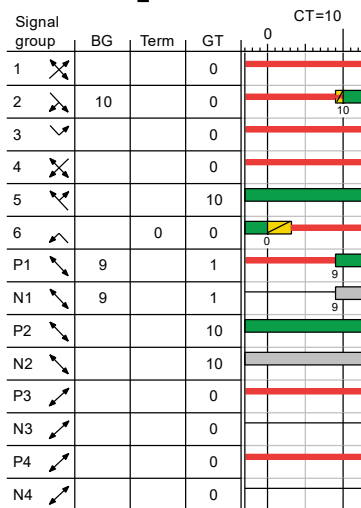 CT=10
Signal group BG Term GT 0
1 0
2 10 0 10
3 0
4 0
5 10
6 0 0 0
P1 9 1 9
N1 9 1 9
P2 10
N2 10
P3 0
N3 0
P4 0
N4 0